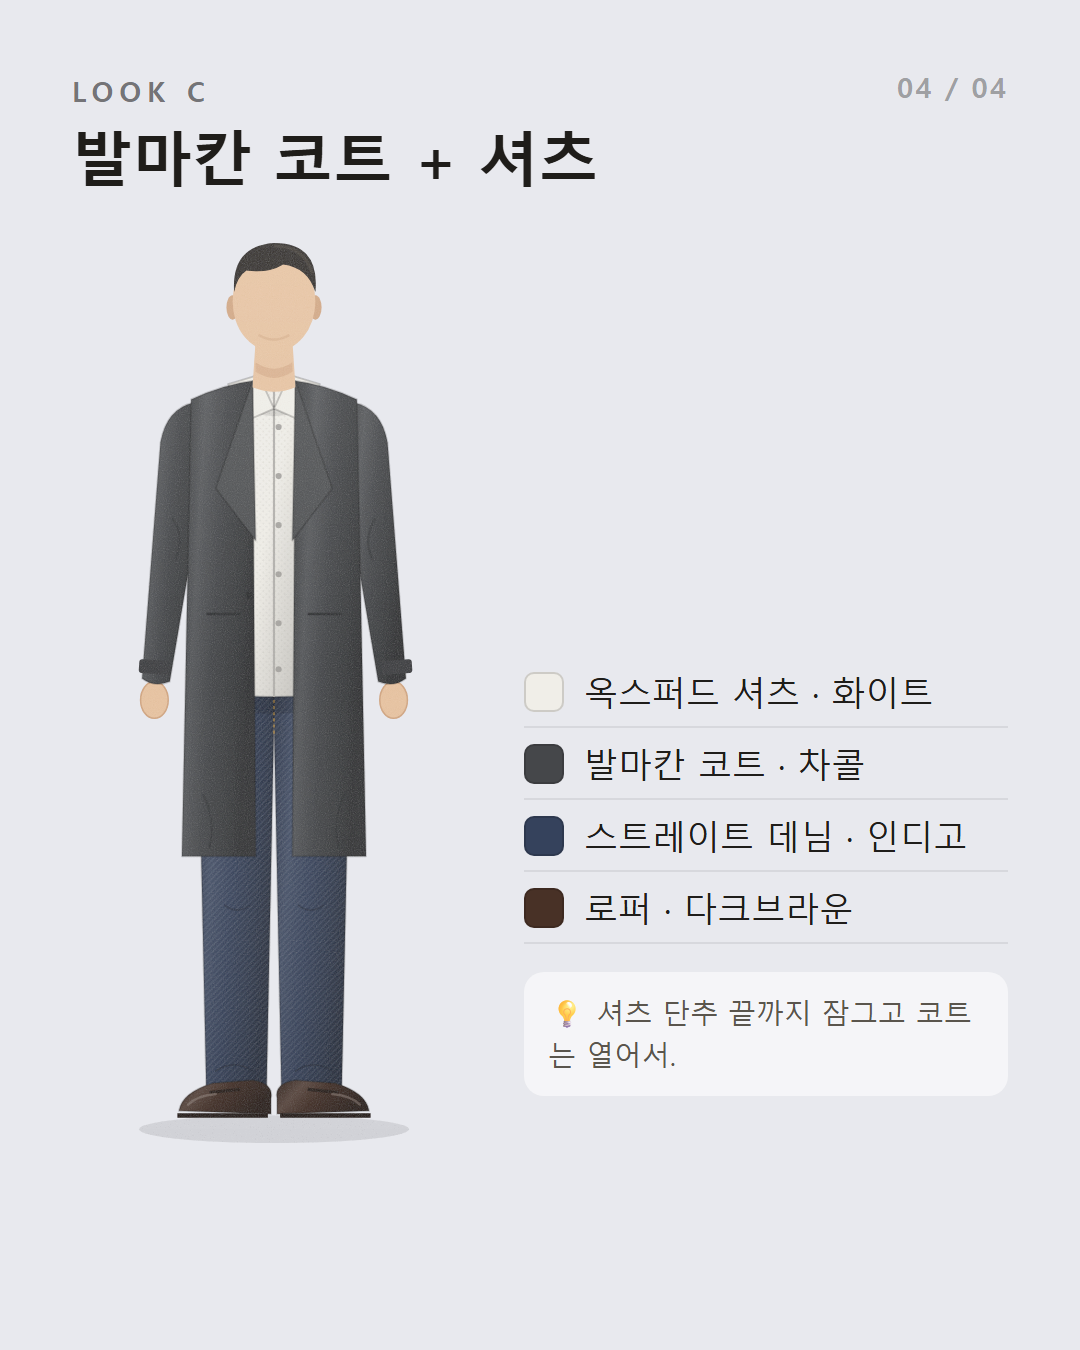 LOOK C
04 / 04
발마칸 코트 + 셔츠
옥스퍼드 셔츠 · 화이트
발마칸 코트 · 차콜
스트레이트 데님 · 인디고
로퍼 · 다크브라운
💡 셔츠 단추 끝까지 잠그고 코트
는 열어서.